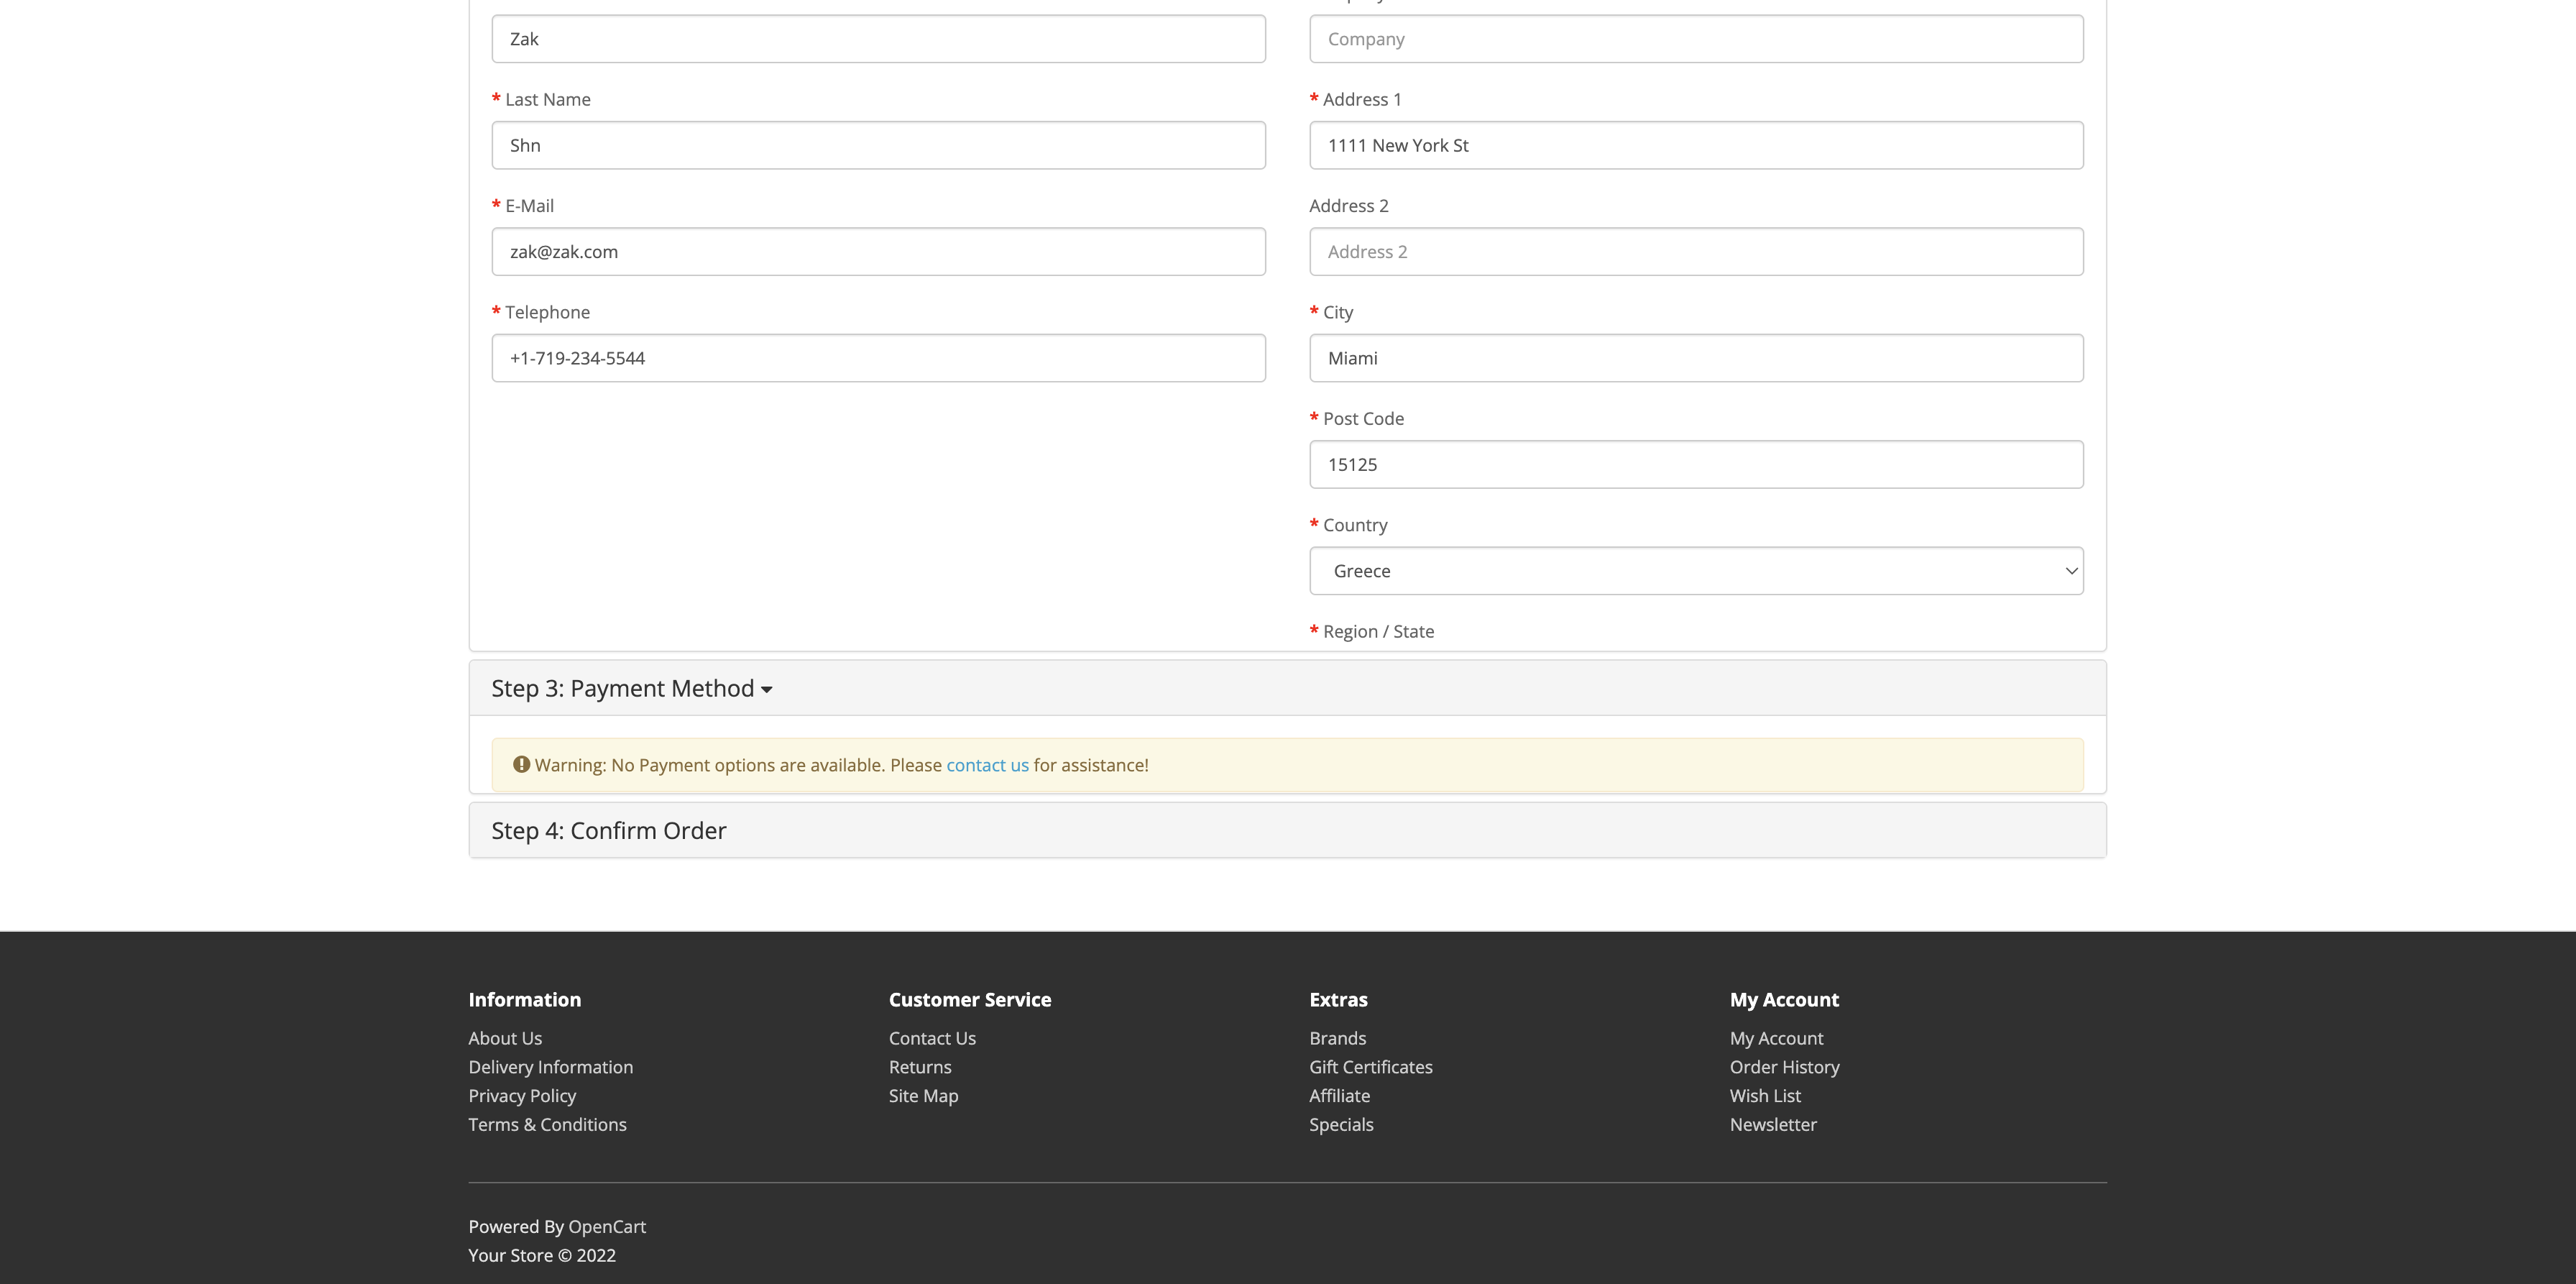 Zak
Company
* Last Name
Shn
* Address 1
1111 New York St
* E-Mail
zak@zak.com
Address 2
Address 2
* Telephone
+1-719-234-5544
* City
Miami
* Post Code
15125
* Country
Greece
* Region / State
Step 3: Payment Method
Warning: No Payment options are available. Please contact us for assistance!
Step 4: Confirm Order
Information
About Us
Delivery Information
Privacy Policy
Terms & Conditions
Customer Service
Contact Us
Returns
Site Map
Extras
Brands
Gift Certificates
Affiliate
Specials
My Account
My Account
Order History
Wish List
Newsletter
Powered By OpenCart
Your Store © 2022